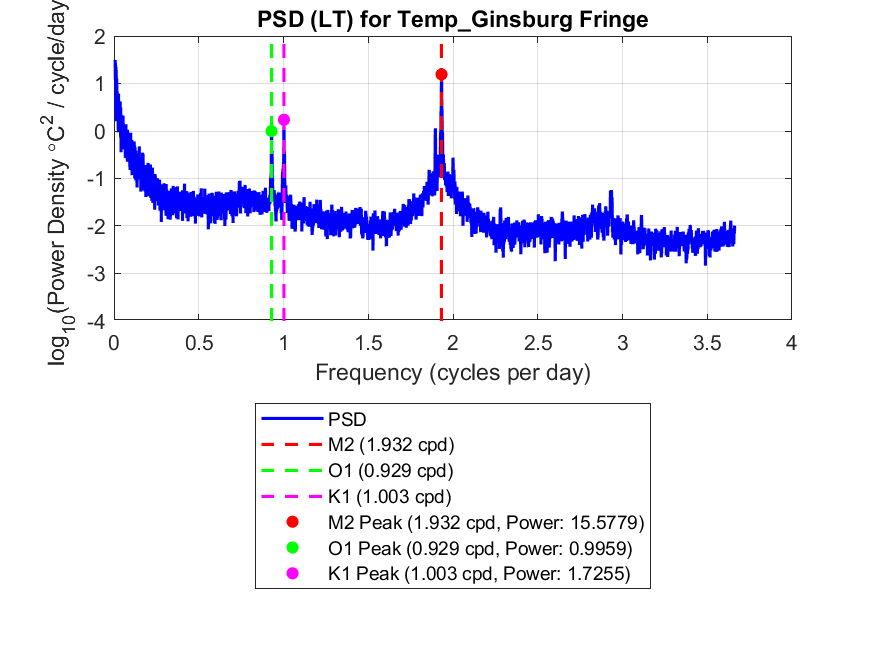 PSD (LT) for Temp_Ginsburg Fringe
log10(Power Density °C2 / cycle/day
2
1
0
-1
-2
-3
-4
0 0.5 1 1.5 2 2.5 3 3.5 4
Frequency (cycles per day)
PSD
M2 (1.932 cpd)
O1 (0.929 cpd)
K1 (1.003 cpd)
M2 Peak (1.932 cpd, Power: 15.5779)
O1 Peak (0.929 cpd, Power: 0.9959)
K1 Peak (1.003 cpd, Power: 1.7255)